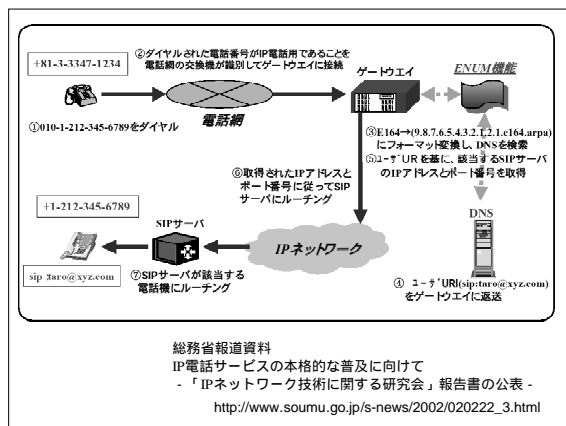 +81-3-3347-1234
②ダイヤルされた電話番号がIP電話用であることを
電話網の交換機が識別してゲートウエイに接続
ゲートウエイ
ENUM機能
①010-1-212-345-6789をダイヤル
電話網
③E164→(9.8.7.6.5.4.3.2.1.2.1.e164.arpa)
にフォーマット変換し、DNSを検索
⑤ユーザURを基に、該当するSIPサーバ
のIPアドレスとポート番号を取得
⑥取得されたIPアドレスと
ポート番号に従ってSIP
サーバにルーチング
+1-212-345-6789
SIPサーバ
IPネットワーク
DNS
sip :taro@xyz.com
⑦SIPサーバが該当する
電話機にルーチング
④ ユーザURI(sip:taro@xyz.com)
をゲートウエイに返送
総務省報道資料
IP電話サービスの本格的な普及に向けて
-「IPネットワーク技術に関する研究会」報告書の公表 -
http://www.soumu.go.jp/s-news/2002/020222_3.html